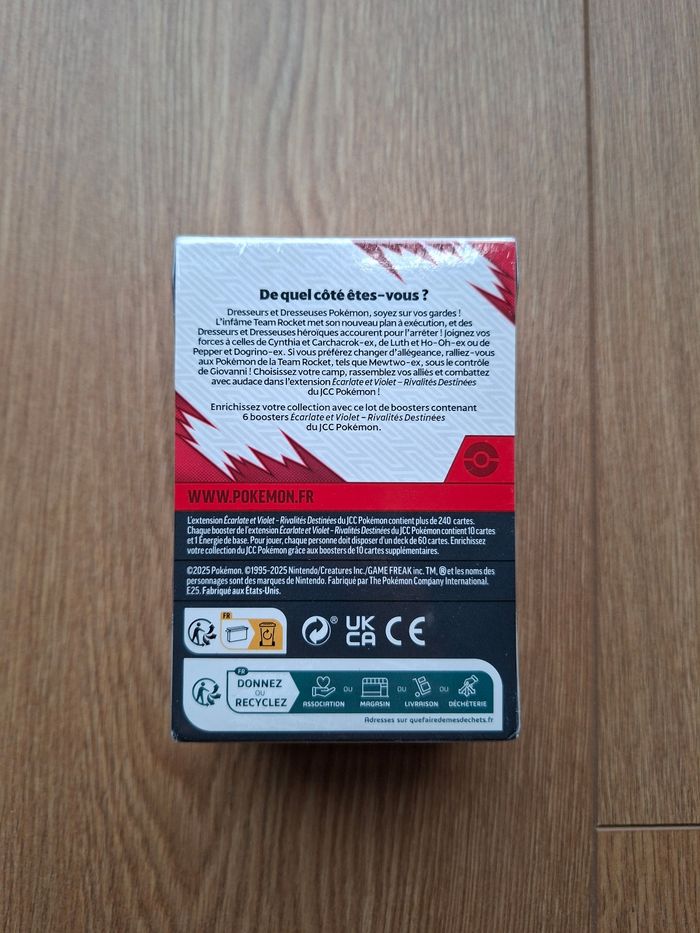 De quel côté êtes-vous ?
Dresseurs et Dresseuses Pokémon, soyez sur vos gardes !
L'infâme Team Rocket met son nouveau plan à exécution, et des
Dresseurs et Dresseuses héroïques accourent pour l'arrêter ! Joignez vos
forces à celles de Cynthia et Carchacrok-ex, de Luth et Ho-Oh-ex ou de
Pepper et Dogrino-ex. Si vous préférez changer d'allégeance, ralliez-vous
aux Pokémon de la Team Rocket, tels que Mewtwo-ex, sous le contrôle
de Giovanni ! Choisissez votre camp, rassemblez vos alliés et combattez
avec audace dans l'extension Écarlate et Violet – Rivalités Destinées
du JCC Pokémon !
Enrichissez votre collection avec ce lot de boosters contenant
6 boosters Écarlate et Violet – Rivalités Destinées
du JCC Pokémon.
WWW.POKEMON.FR
L'extension Écarlate et Violet – Rivalités Destinées du JCC Pokémon contient plus de 240 cartes.
Chaque booster de l'extension Écarlate et Violet – Rivalités Destinées du JCC Pokémon contient 10 cartes
et 1 Énergie de base. Pour jouer, chaque personne doit disposer d'un deck de 60 cartes. Enrichissez
votre collection du JCC Pokémon grâce aux boosters de 10 cartes supplémentaires.
©2025 Pokémon. ©1995-2025 Nintendo/Creatures Inc./GAME FREAK inc. TM, ® et les noms des
personnages sont des marques de Nintendo. Fabriqué par The Pokémon Company International.
E25. Fabriqué aux États-Unis.
FR
® UK CA CE
FR
DONNEZ
OU
RECYCLEZ
ASSOCIATION OU MAGASIN OU LIVRAISON OU DÉCHÈTERIE
Adresses sur quefairedemesdechets.fr